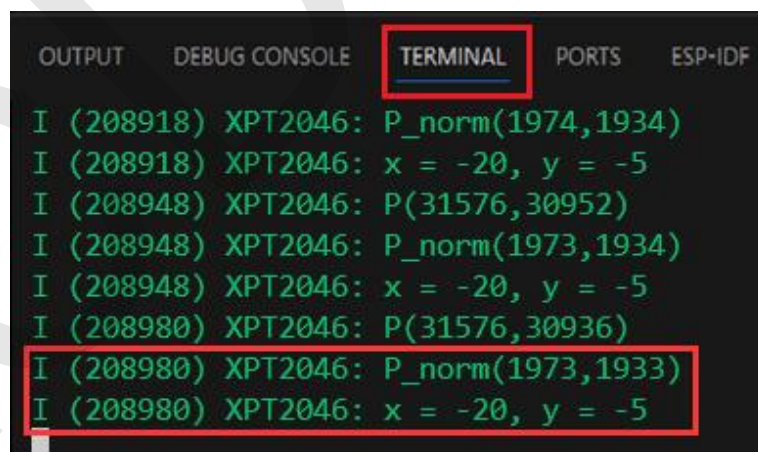 OUTPUT DEBUG CONSOLE TERMINAL PORTS ESP-IDF
I (208918) XPT2046: P_norm(1974,1934)
I (208918) XPT2046: x = -20, y = -5
I (208948) XPT2046: P(31576,30952)
I (208948) XPT2046: P_norm(1973,1934)
I (208948) XPT2046: x = -20, y = -5
I (208980) XPT2046: P(31576,30936)
I (208980) XPT2046: P_norm(1973,1933)
I (208980) XPT2046: x = -20, y = -5